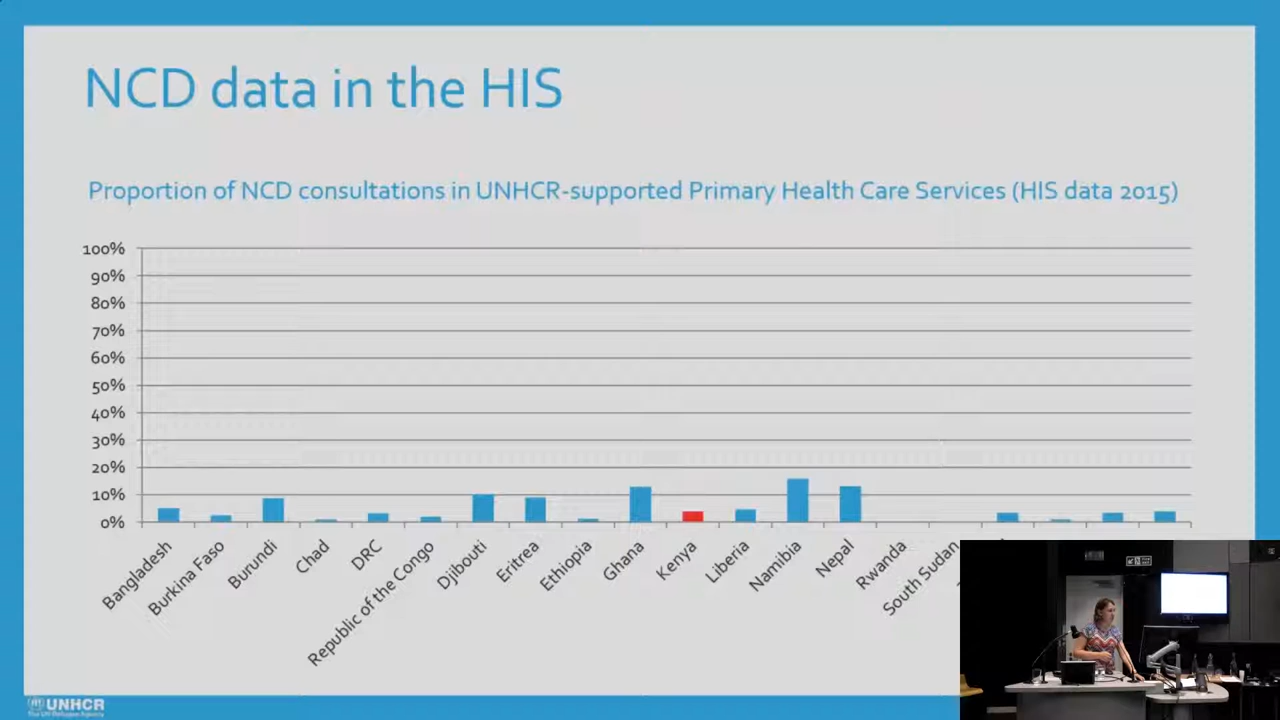 NCD data in the HIS
Proportion of NCD consultations in UNHCR-supported Primary Health Care Services (HIS data 2015)
100%
90%
80%
70%
60%
50%
40%
30%
20%
10%
0%
Bangladesh
Burkina Faso
Burundi
Chad
DRC
Republic of the Congo
Djibouti
Eritrea
Ethiopia
Ghana
Kenya
Liberia
Namibia
Nepal
Rwanda
South Sudan
UNHCR
The UN Refugee Agency